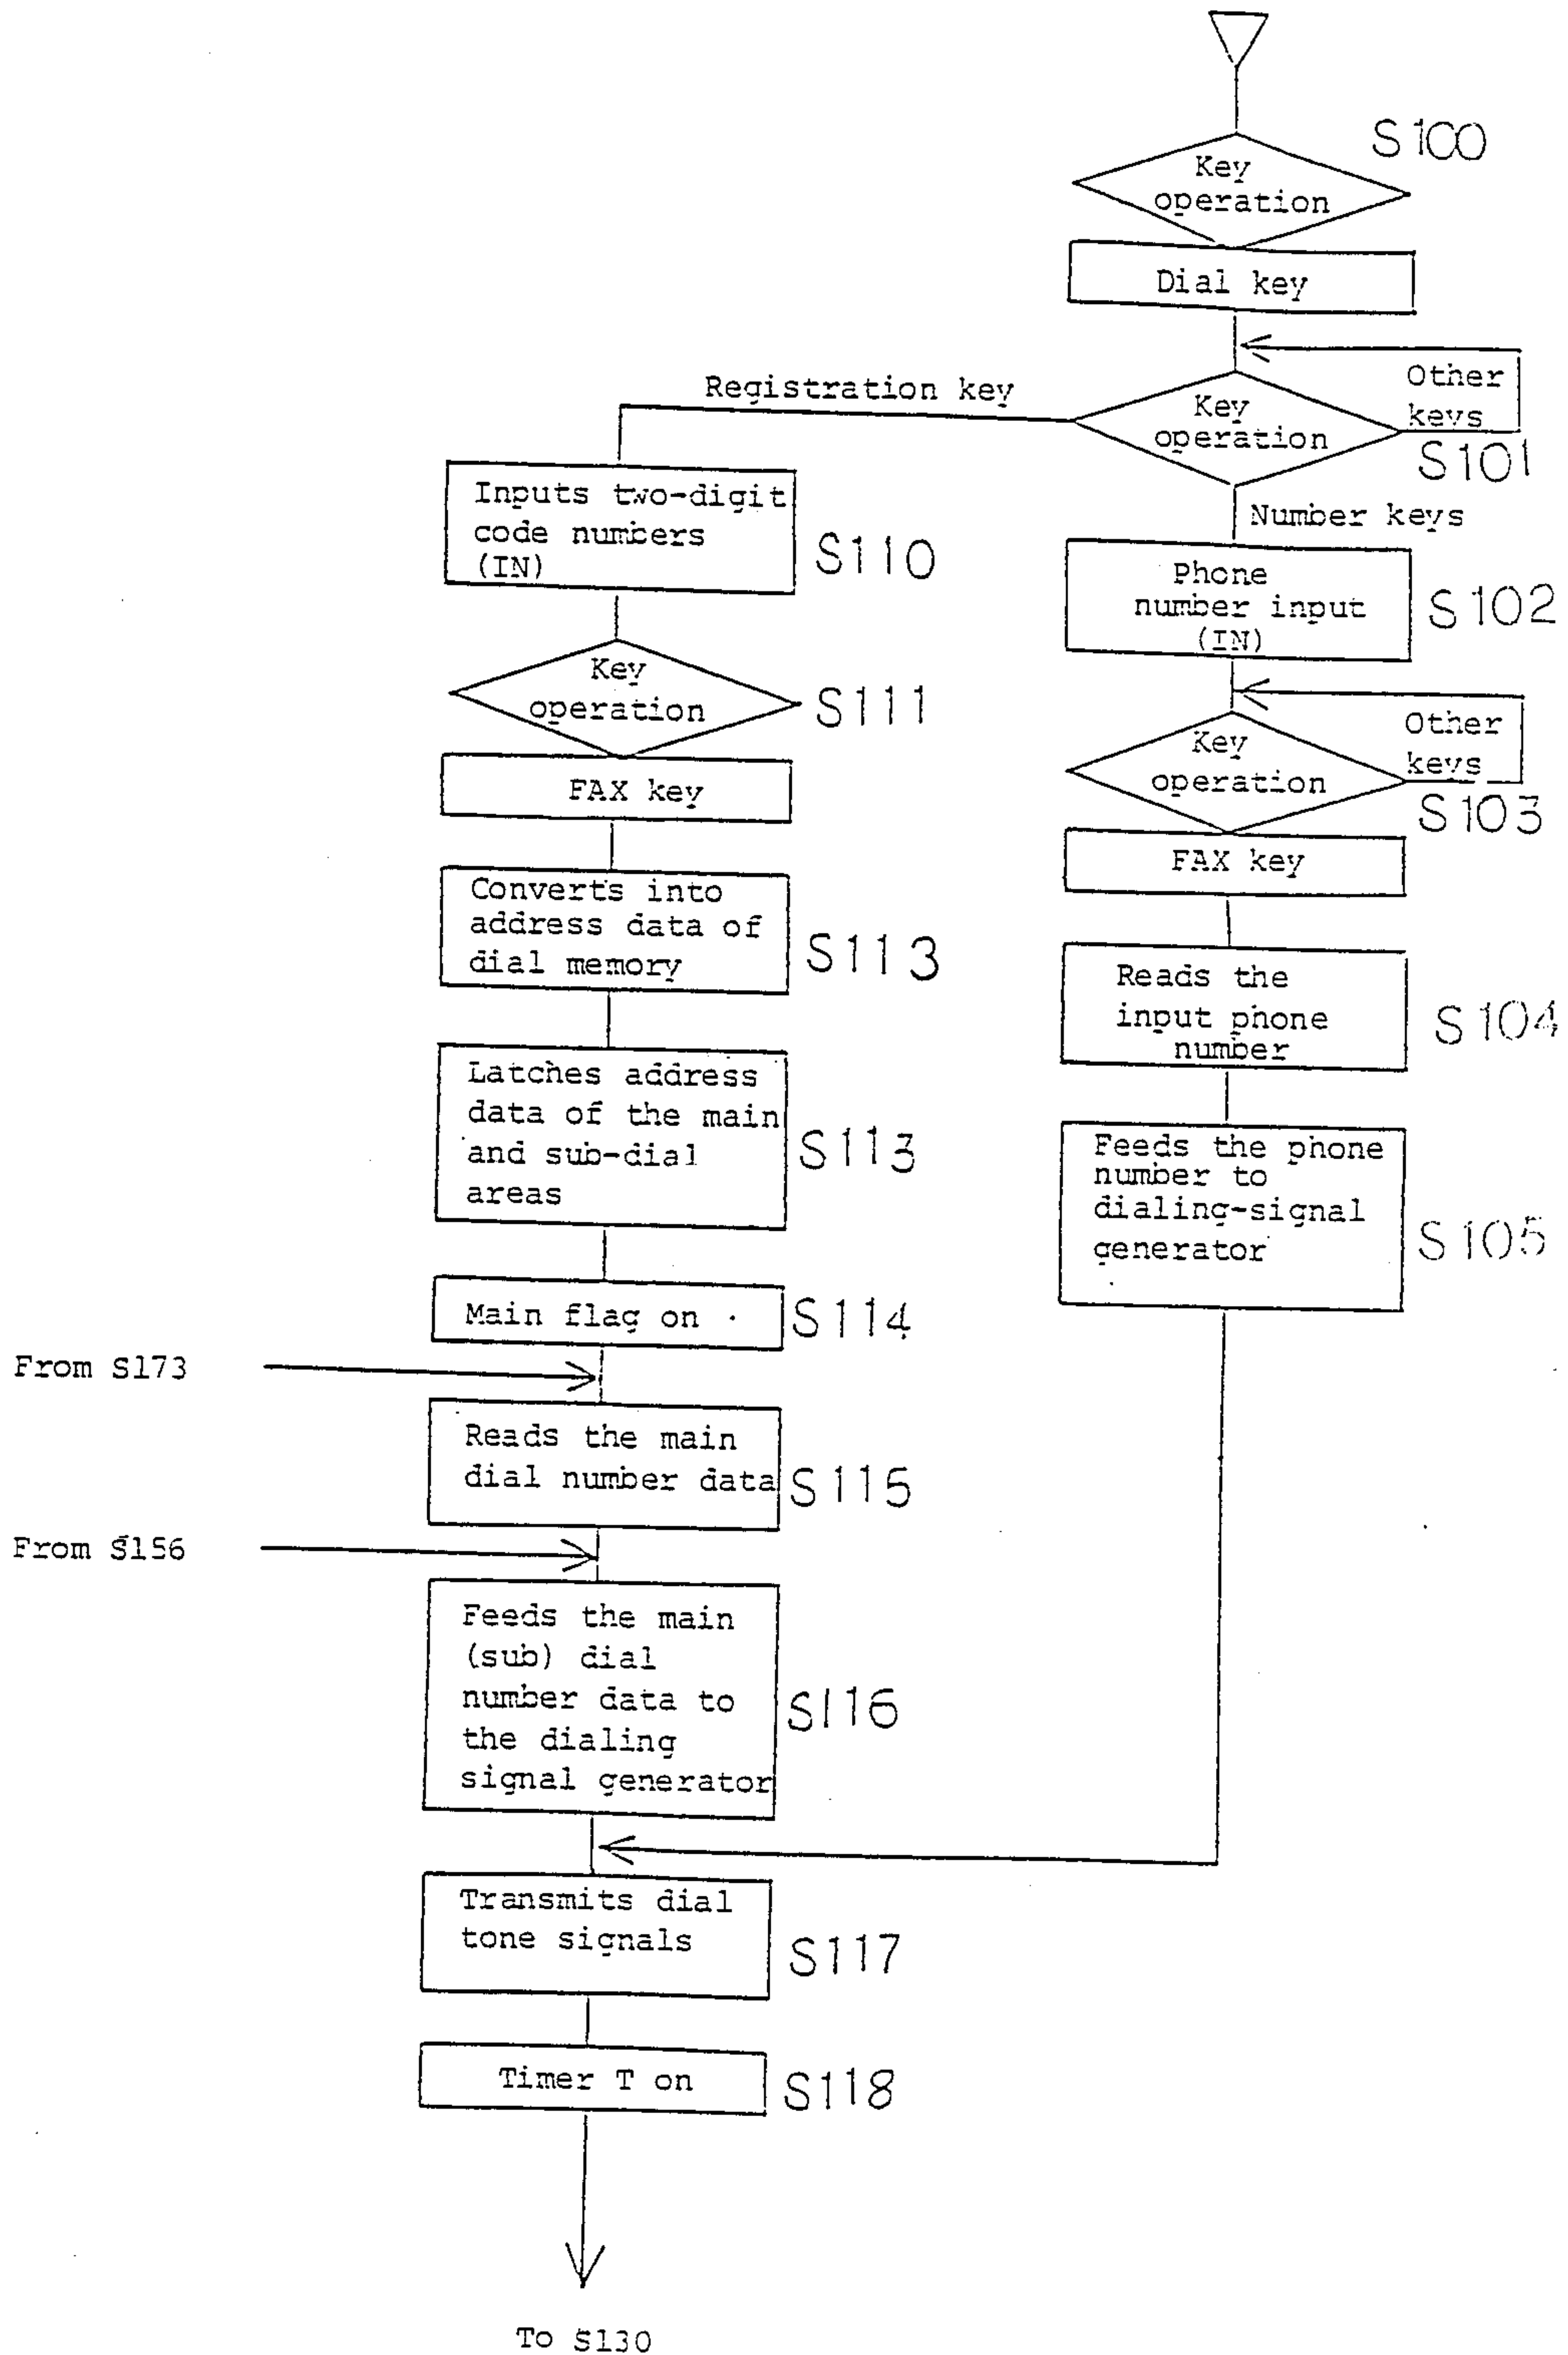 S100
Key
operation
Dial key
Other
keys
Registration key
Key
operation
S101
Number keys
Inputs two-digit
code numbers
(IN)
S110
Phone
number input
(IN)
S102
Key
operation
S111
Other
keys
Key
operation
S103
FAX key
FAX key
Converts into
address data of
dial memory
S113
Reads the
input phone
number
S104
Latches address
data of the main
and sub-dial
areas
S113
Feeds the phone
number to
dialing-signal
generator
S105
Main flag on
S114
From S173
Reads the main
dial number data
S115
From S156
Feeds the main
(sub) dial
number data to
the dialing
signal generator
S116
Transmits dial
tone signals
S117
Timer T on
S118
To S130